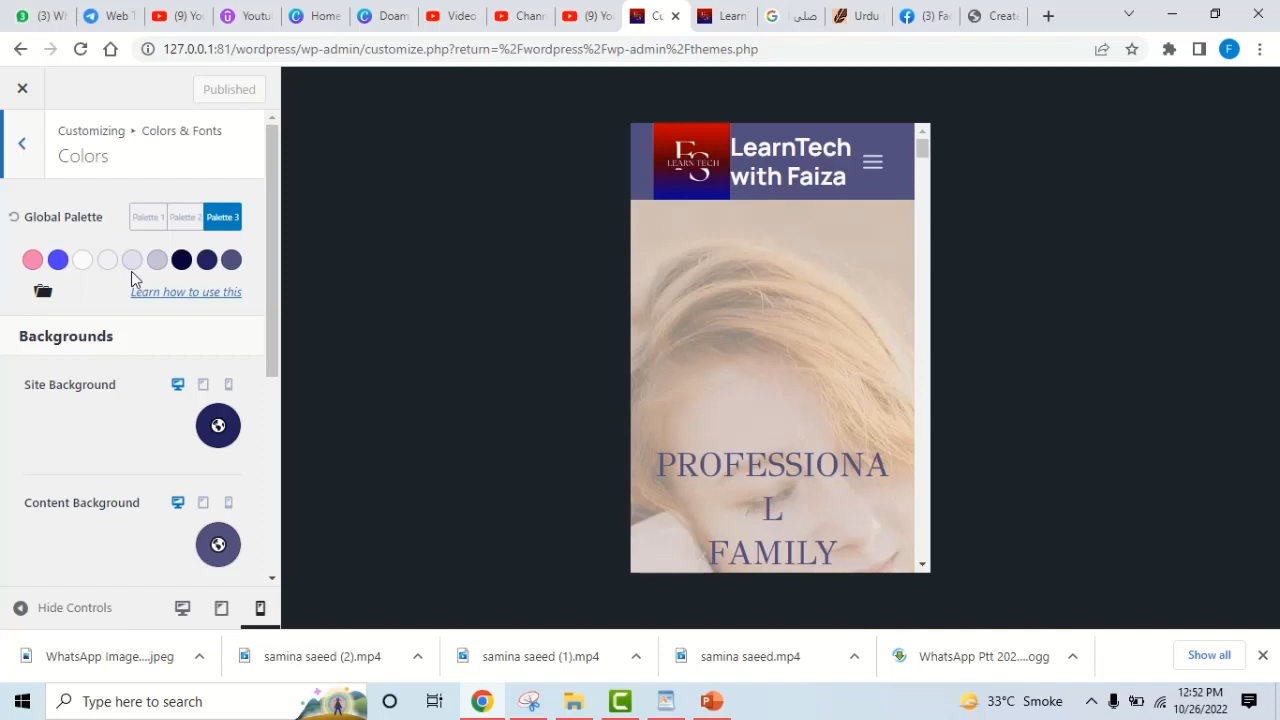 (9) Y
Youtu
Home
Doam
Video
Chann
(9) Yo
Cu
Learn
صلی ا
Urdu
(3) Fa
Creat
127.0.0.1:81/wordpress/wp-admin/customize.php?return=%2Fwordpress%2Fwp-admin%2Fthemes.php
F
Published
Customizing ▸ Colors & Fonts
Colors
Global Palette
Palette 1
Palette 2
Palette 3
Learn how to use this
Backgrounds
Site Background
Content Background
Hide Controls
FS
LEARN TECH
LearnTech
with Faiza
PROFESSIONA
L
FAMILY
WhatsApp Image....jpeg
samina saeed (2).mp4
samina saeed (1).mp4
samina saeed.mp4
WhatsApp Ptt 202....ogg
Show all
Type here to search
33°C Smoke
12:52 PM
10/26/2022